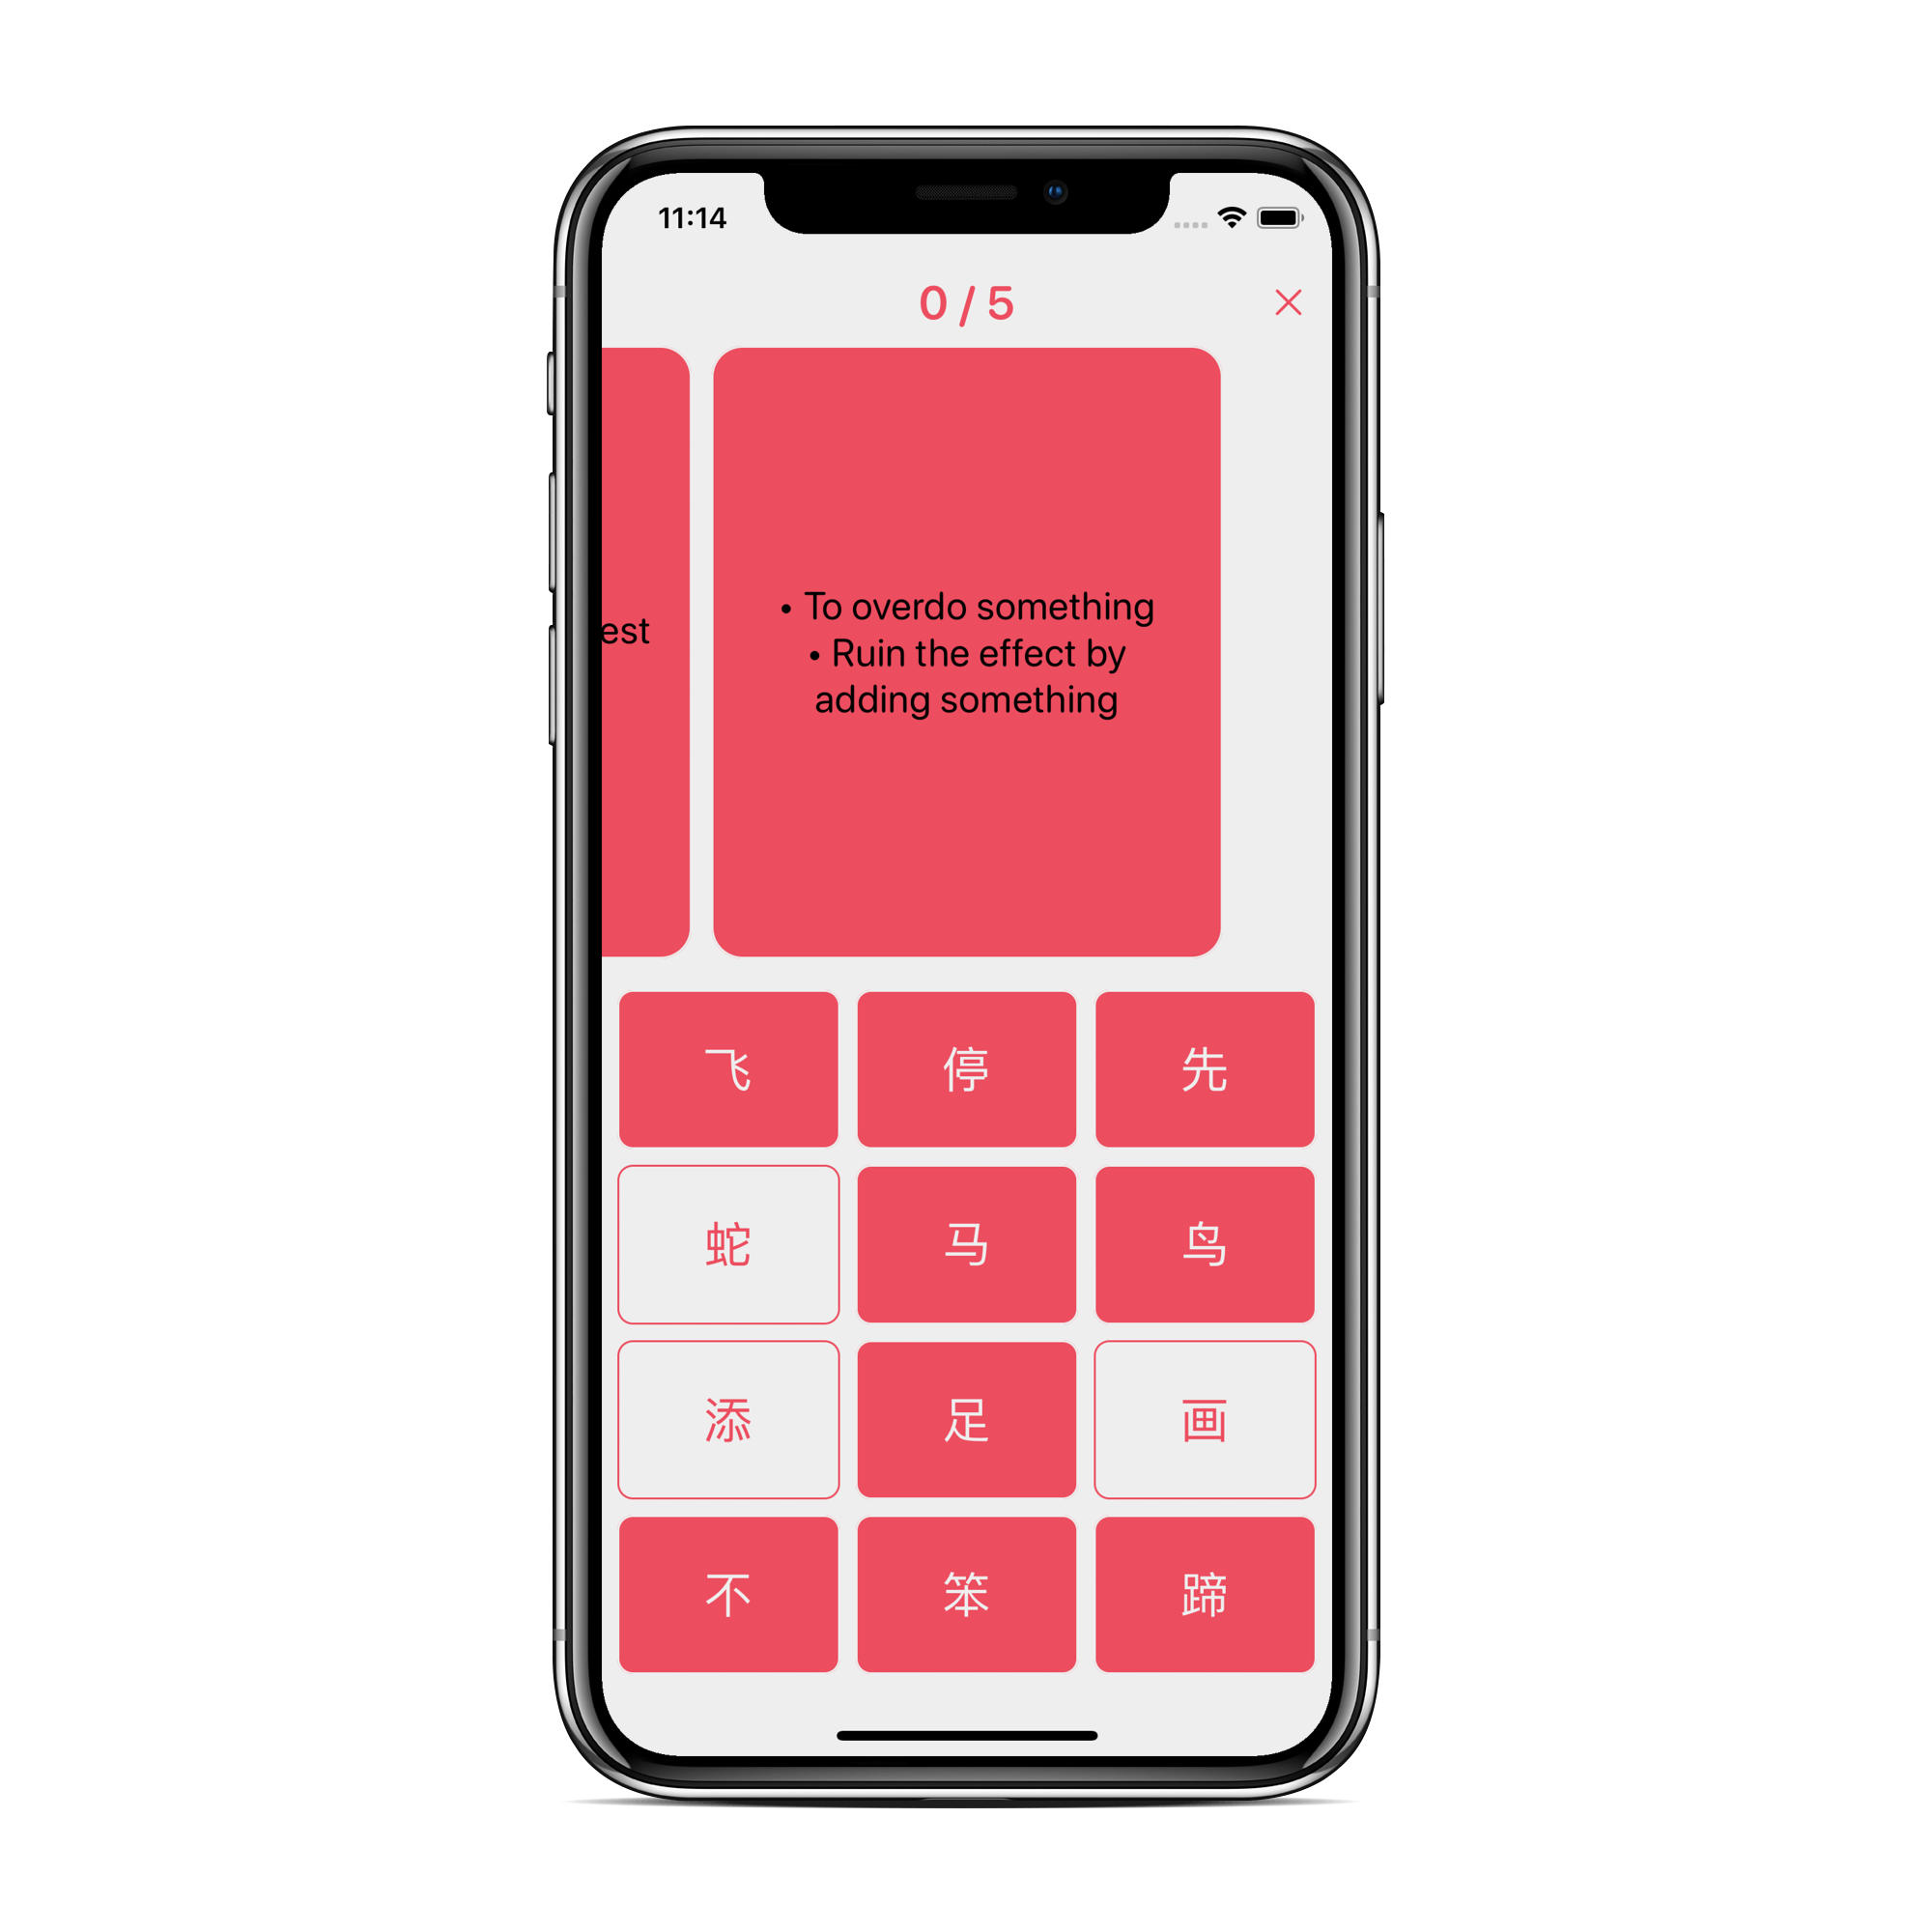 11:14
0 / 5
est
• To overdo something
• Ruin the effect by
adding something
飞 停 先
蛇 马 鸟
添 足 画
不 笨 蹄